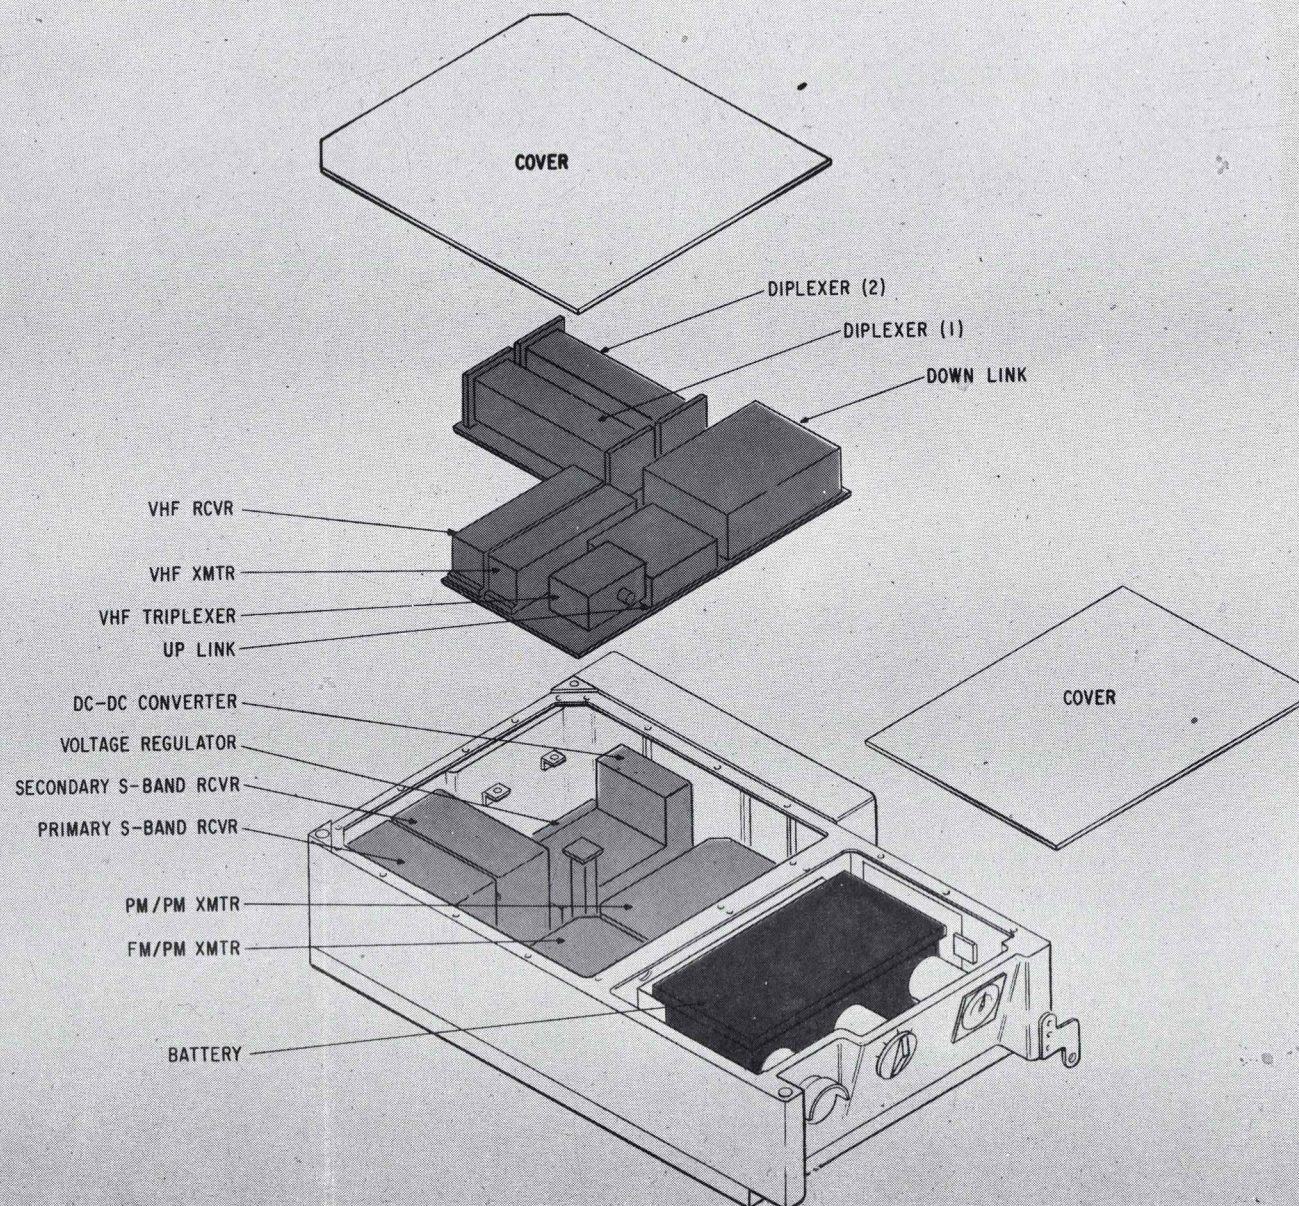 COVER
DIPLEXER (2)
DIPLEXER (1)
DOWN LINK
VHF RCVR
VHF XMTR
VHF TRIPLEXER
UP LINK
DC-DC CONVERTER
VOLTAGE REGULATOR
SECONDARY S-BAND RCVR
PRIMARY S-BAND RCVR
PM/PM XMTR
FM/PM XMTR
BATTERY
COVER